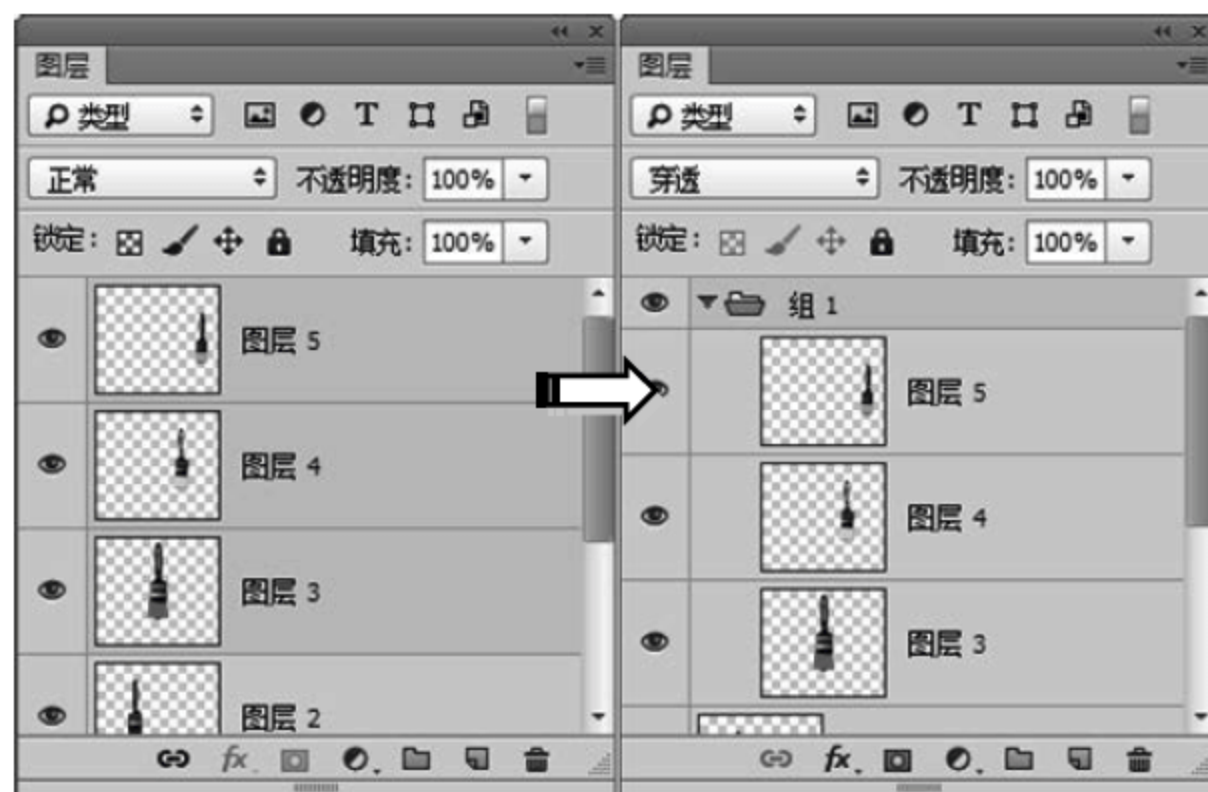 图层
类型
T
正常 不透明度: 100%
锁定: 填充: 100%
图层 5
图层 4
图层 3
图层 2
fx.
图层
类型
T
穿透 不透明度: 100%
锁定: 填充: 100%
组 1
图层 5
图层 4
图层 3
fx.